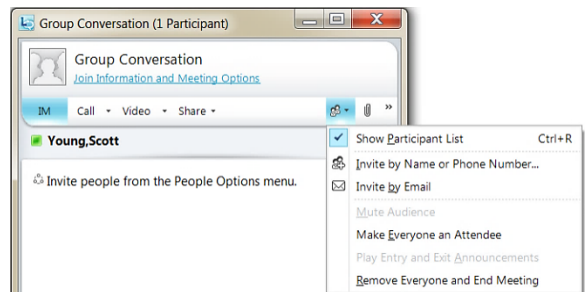 Group Conversation (1 Participant)
Group Conversation
Join Information and Meeting Options
IM Call Video Share »
Young,Scott
Invite people from the People Options menu.
Show Participant List Ctrl+R
Invite by Name or Phone Number...
Invite by Email
Mute Audience
Make Everyone an Attendee
Play Entry and Exit Announcements
Remove Everyone and End Meeting